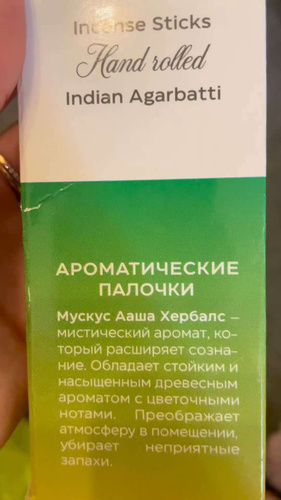 Incense Sticks
Hand rolled
Indian Agarbatti
АРОМАТИЧЕСКИЕ
ПАЛОЧКИ
Мускус Ааша Хербалс –
мистический аромат, ко-
торый расширяет созна-
ние. Обладает стойким и
насыщенным древесным
ароматом с цветочными
нотами. Преображает
атмосферу в помещении,
убирает неприятные
запахи.